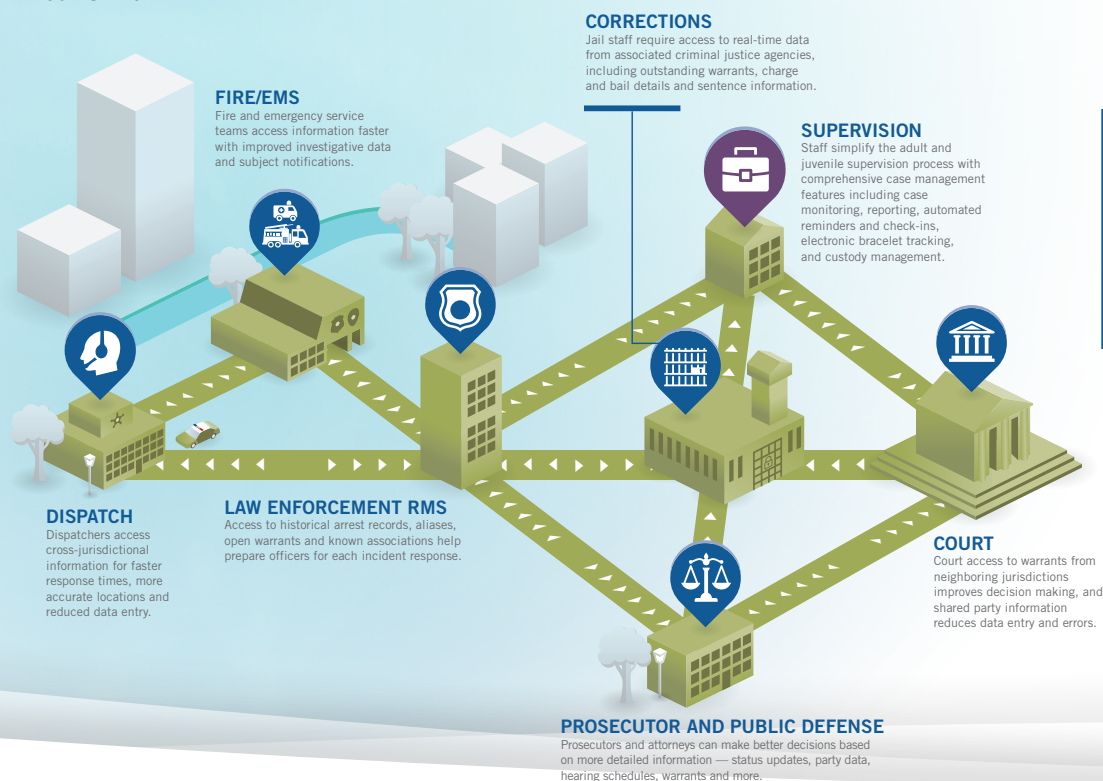 CORRECTIONS
Jail staff require access to real-time data
from associated criminal justice agencies,
including outstanding warrants, charge
and bail details and sentence information.
FIRE/EMS
Fire and emergency service
teams access information faster
with improved investigative data
and subject notifications.
SUPERVISION
Staff simplify the adult and
juvenile supervision process with
comprehensive case management
features including case
monitoring, reporting, automated
reminders and check-ins,
electronic bracelet tracking,
and custody management.
DISPATCH
Dispatchers access
cross-jurisdictional
information for faster
response times, more
accurate locations and
reduced data entry.
LAW ENFORCEMENT RMS
Access to historical arrest records, aliases,
open warrants and known associations help
prepare officers for each incident response.
COURT
Court access to warrants from
neighboring jurisdictions
improves decision making, and
shared party information
reduces data entry and errors.
PROSECUTOR AND PUBLIC DEFENSE
Prosecutors and attorneys can make better decisions based
on more detailed information — status updates, party data,
hearing schedules, warrants and more.